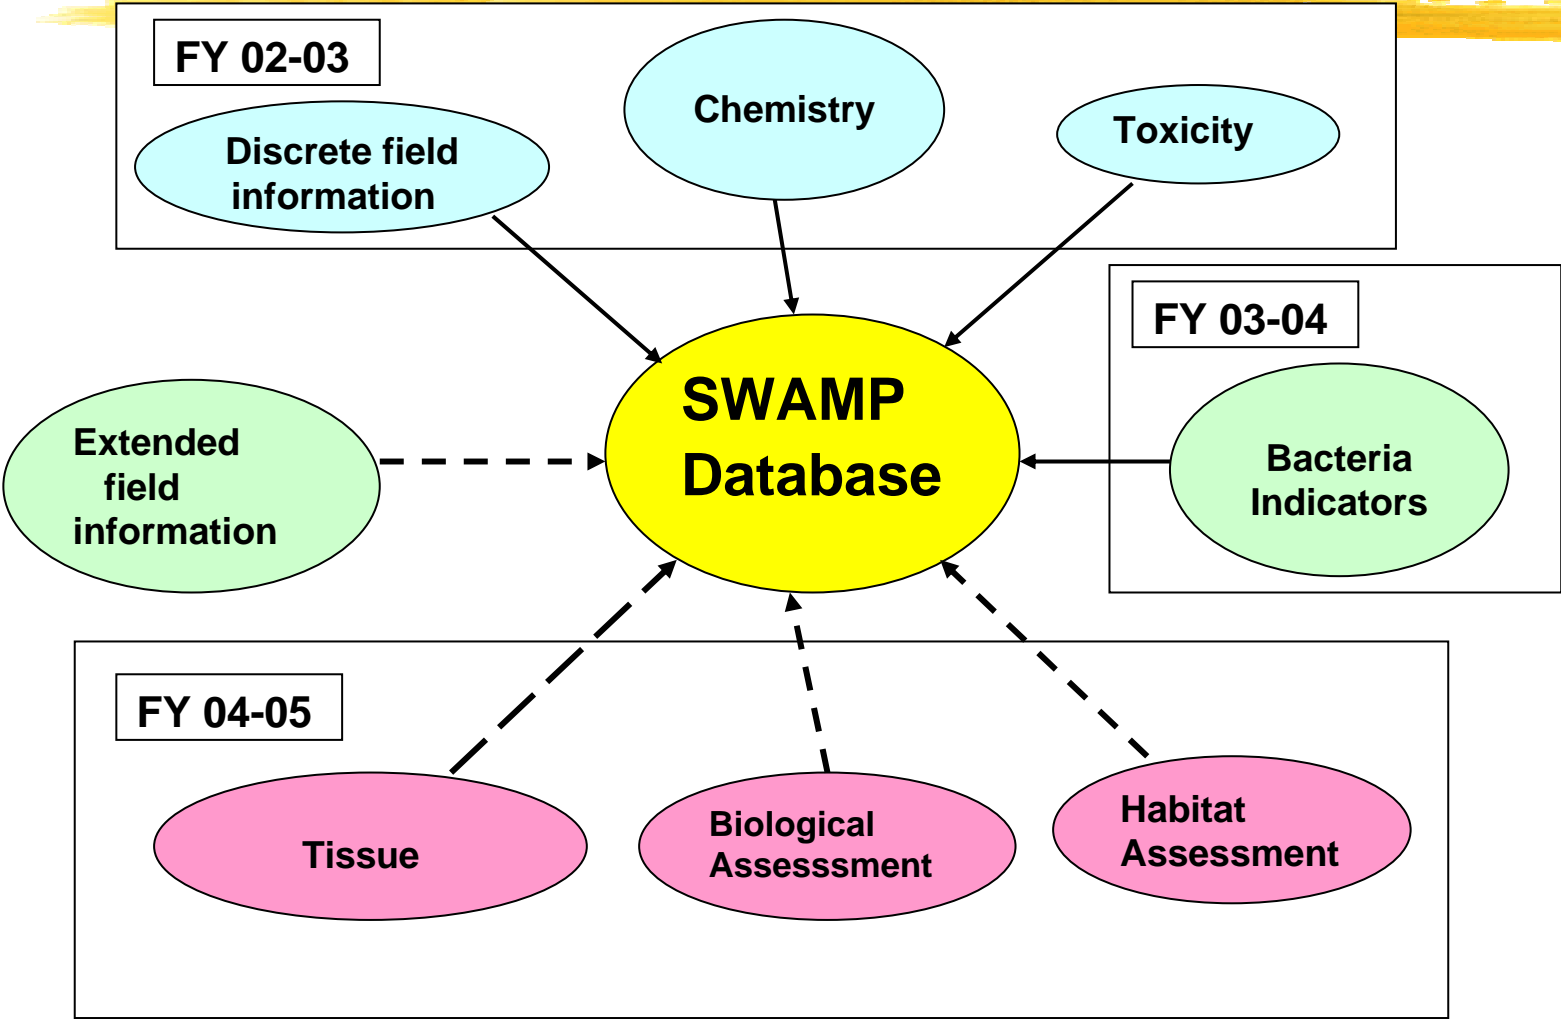 FY 02-03
Discrete field
information
Chemistry
Toxicity
FY 03-04
Bacteria
Indicators
SWAMP
Database
Extended
field
information
FY 04-05
Tissue
Biological
Assesssment
Habitat
Assessment